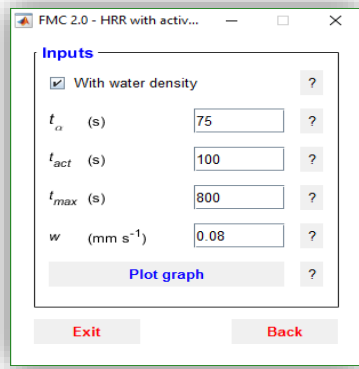 FMC 2.0 - HRR with activ...
Inputs
With water density ?
tα (s) 75 ?
tact (s) 100 ?
tmax (s) 800 ?
w (mm s-1) 0.08 ?
Plot graph ?
Exit Back